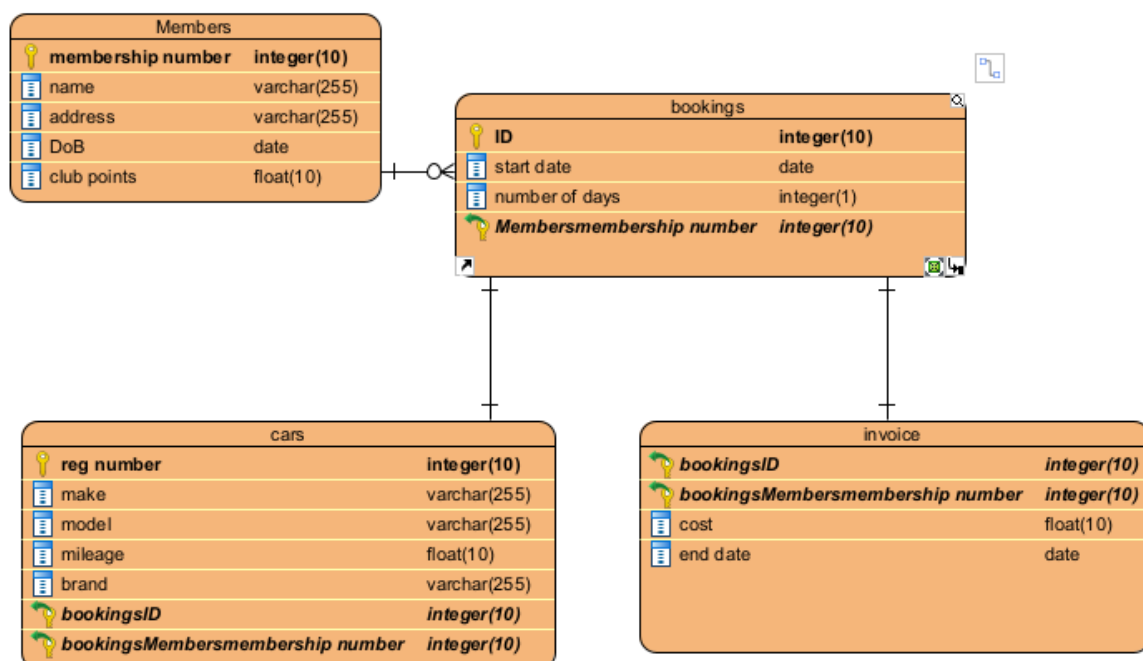 Members
membership number integer(10)
name varchar(255)
address varchar(255)
DoB date
club points float(10)
bookings
ID integer(10)
start date date
number of days integer(1)
Membersmembership number integer(10)
cars
reg number integer(10)
make varchar(255)
model varchar(255)
mileage float(10)
brand varchar(255)
bookingsID integer(10)
bookingsMembersmembership number integer(10)
invoice
bookingsID integer(10)
bookingsMembersmembership number integer(10)
cost float(10)
end date date